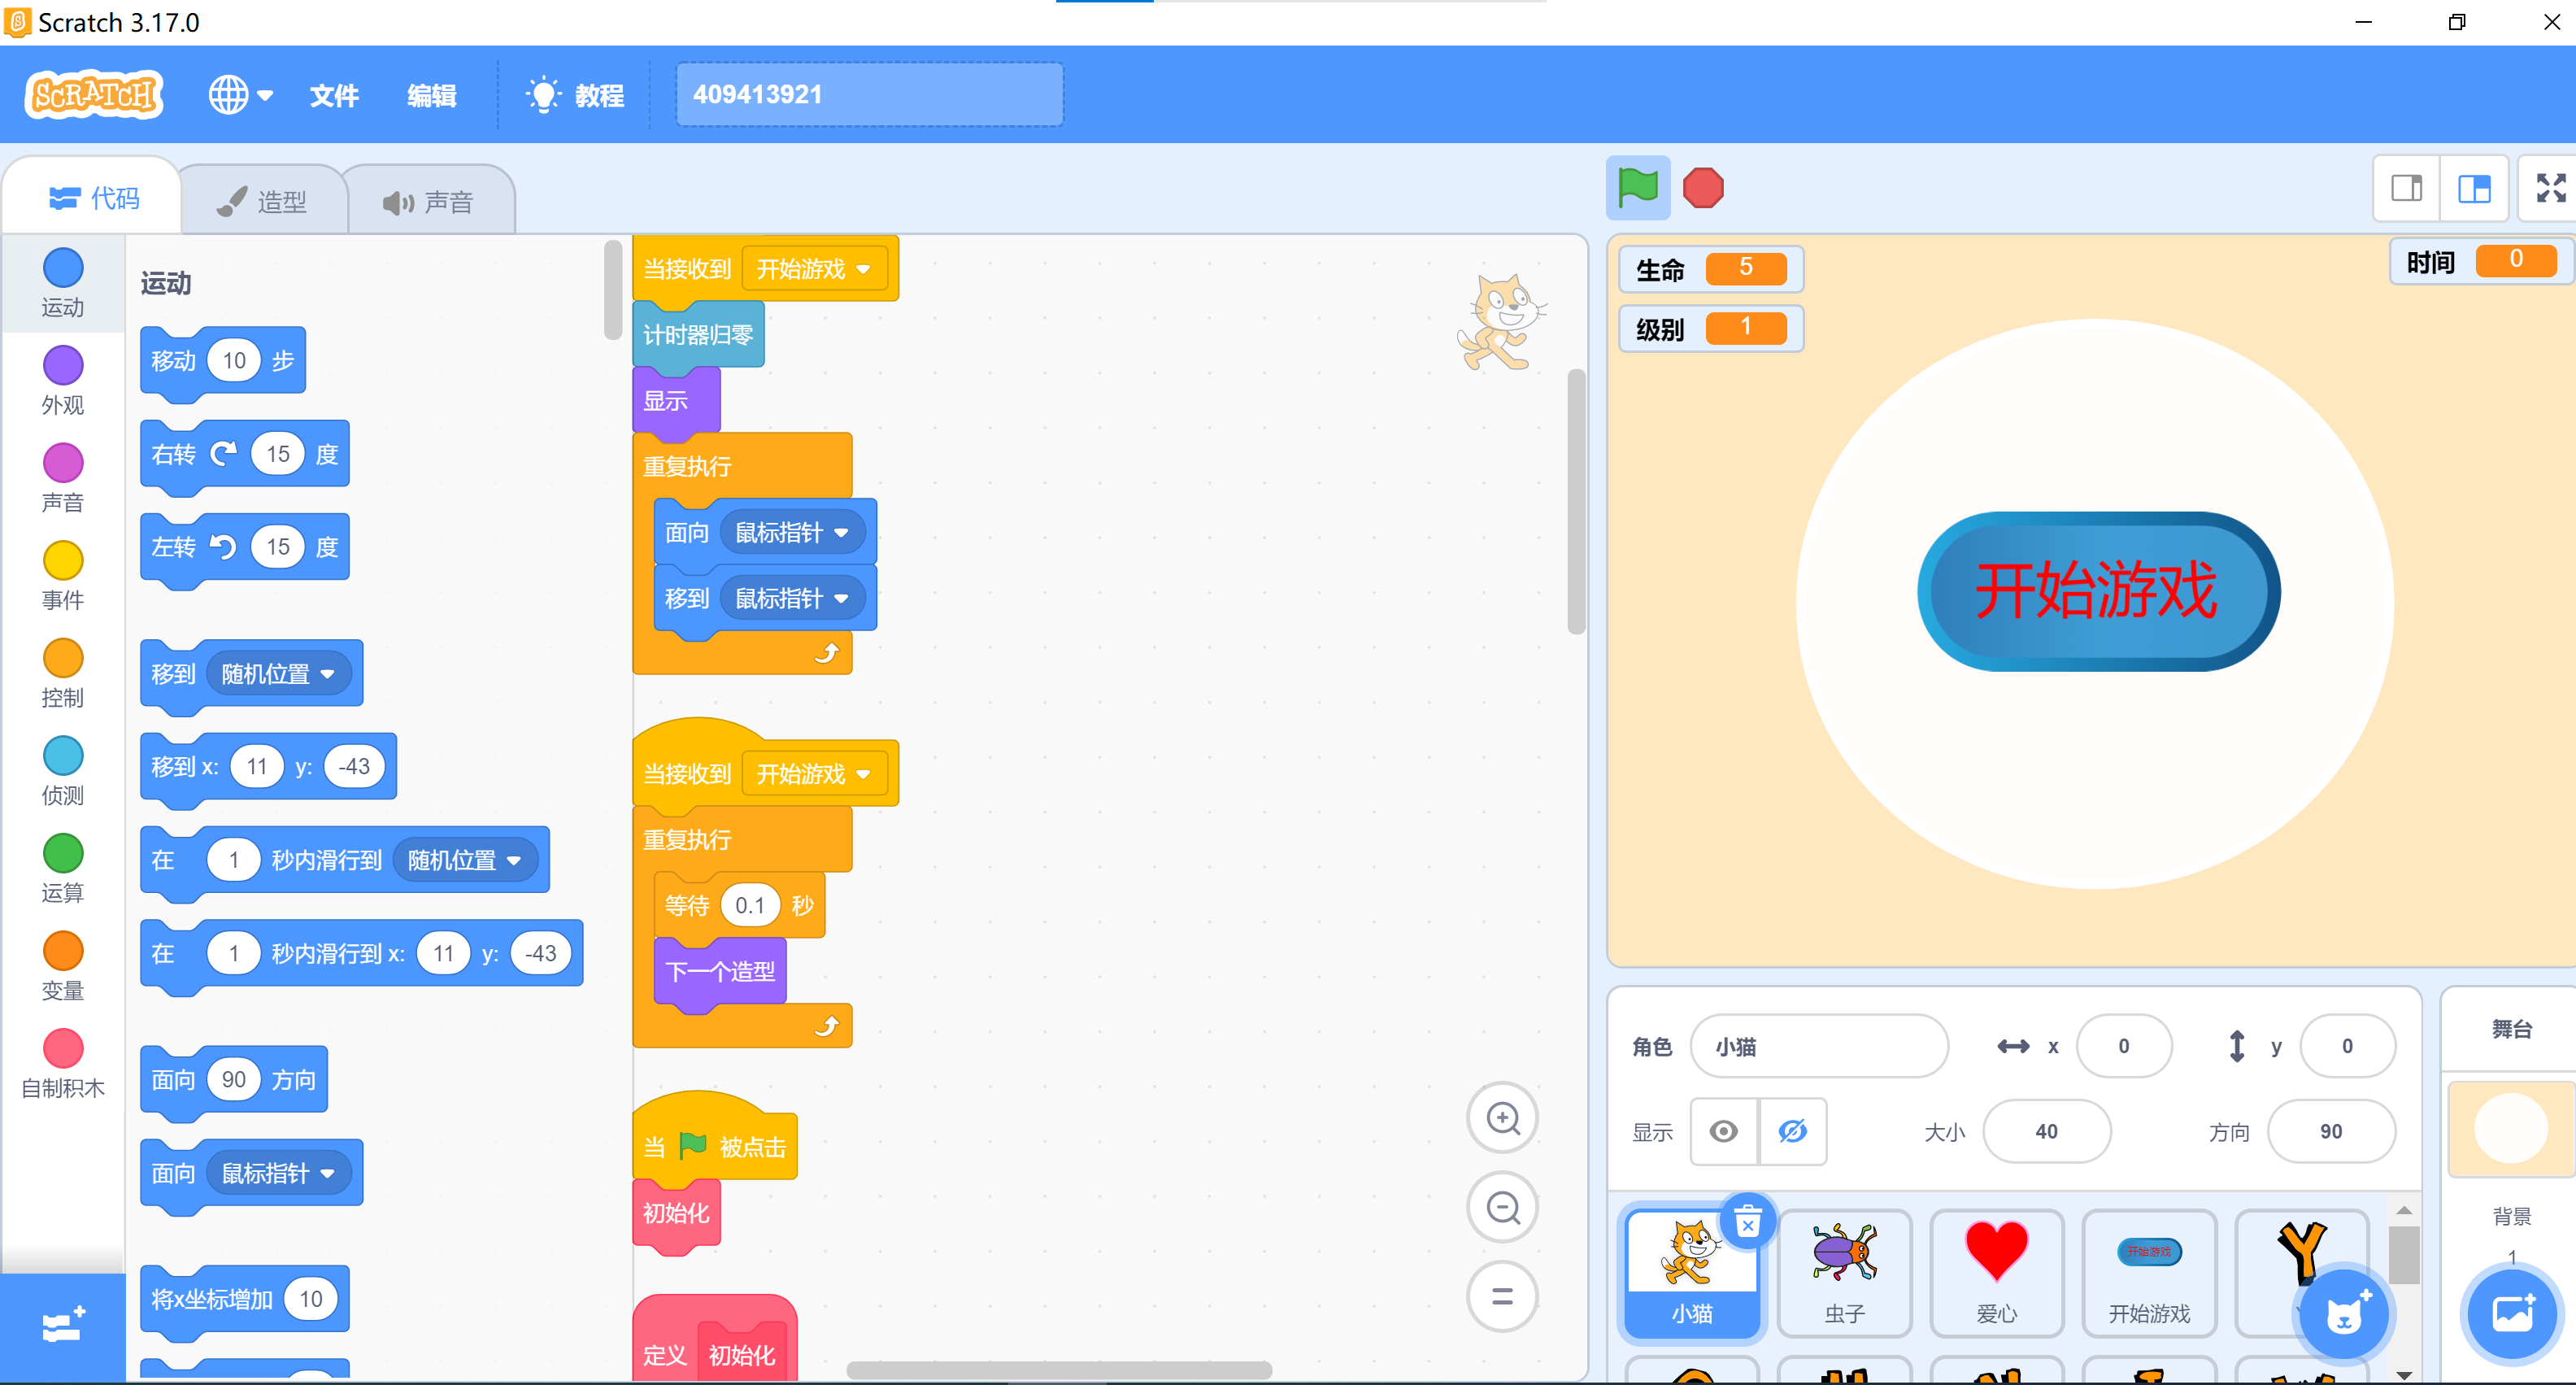 Scratch 3.17.0
SCRATCH
文件
编辑
教程
409413921
代码
造型
声音
运动
外观
声音
事件
控制
侦测
运算
变量
自制积木
运动
移动 10 步
右转 15 度
左转 15 度
移到 随机位置
移到 x: 11 y: -43
在 1 秒内滑行到 随机位置
在 1 秒内滑行到 x: 11 y: -43
面向 90 方向
面向 鼠标指针
将x坐标增加 10
当接收到 开始游戏
计时器归零
显示
重复执行
面向 鼠标指针
移到 鼠标指针
当接收到 开始游戏
重复执行
等待 0.1 秒
下一个造型
当 被点击
初始化
定义 初始化
生命 5
级别 1
时间 0
开始游戏
角色 小猫 x 0 y 0
显示 大小 40 方向 90
小猫
虫子
爱心
开始游戏
开始游戏
Y
舞台
背景
1